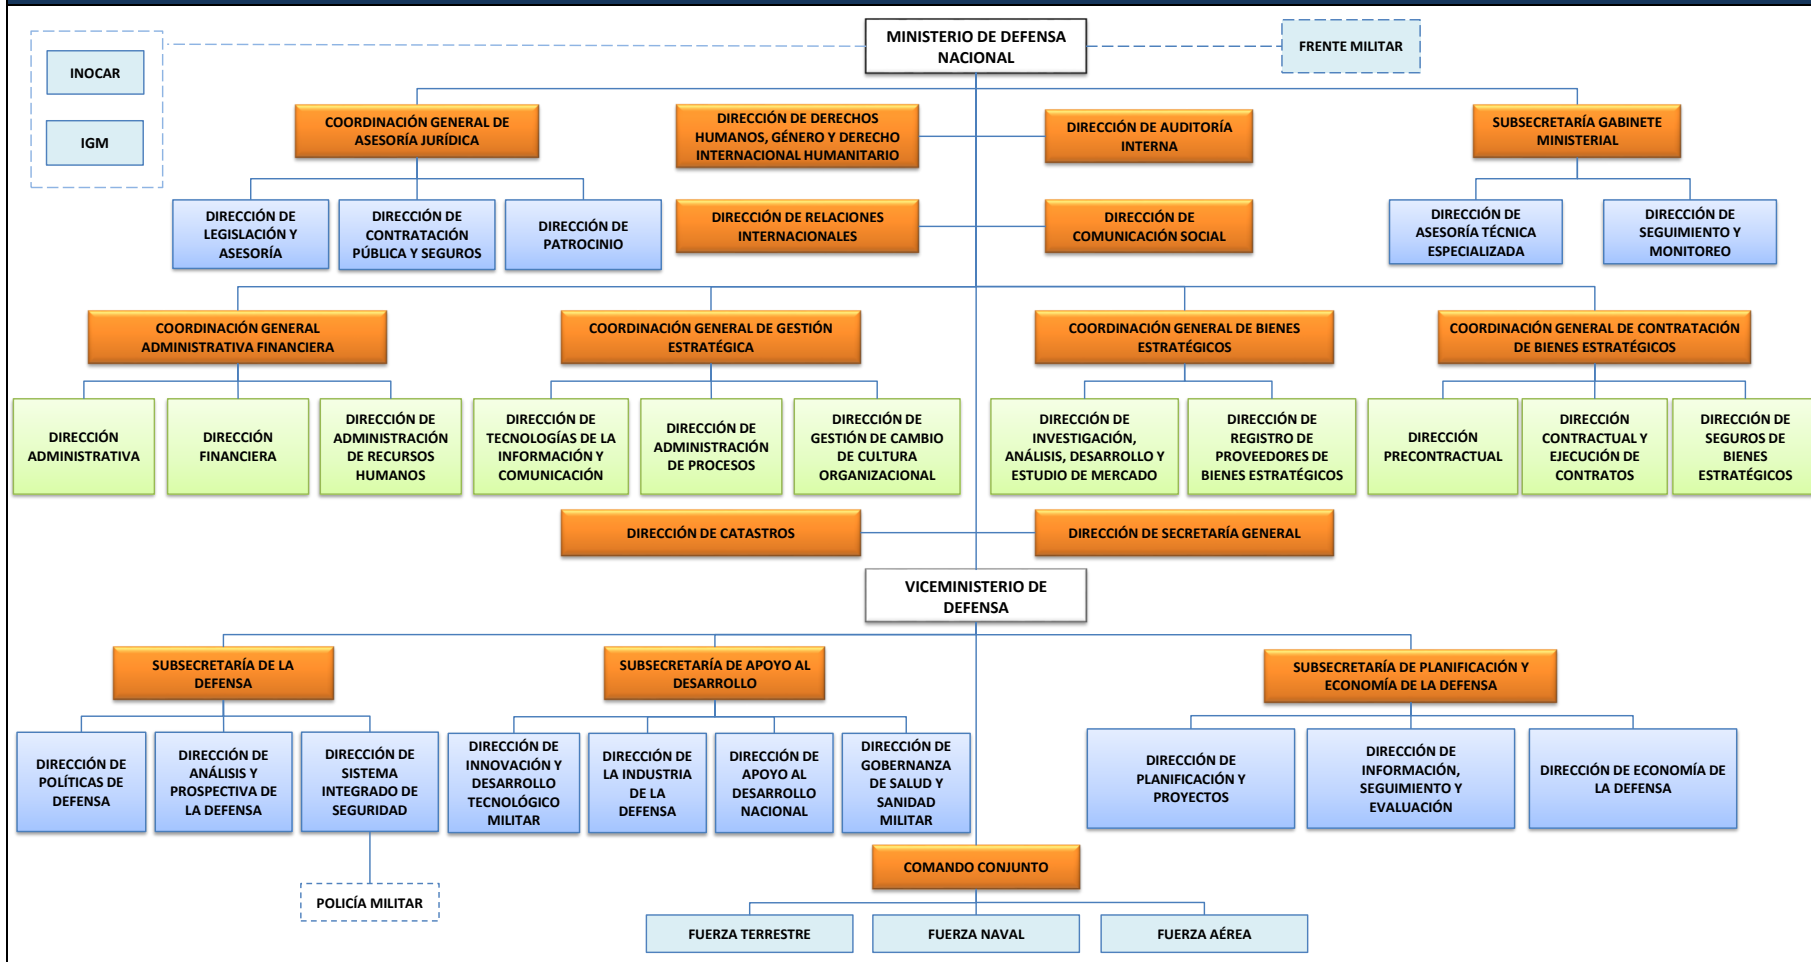 MINISTERIO DE DEFENSA
NACIONAL
FRENTE MILITAR
INOCAR
IGM
COORDINACIÓN GENERAL DE
ASESORÍA JURÍDICA
DIRECCIÓN DE DERECHOS
HUMANOS, GÉNERO Y DERECHO
INTERNACIONAL HUMANITARIO
DIRECCIÓN DE AUDITORÍA
INTERNA
SUBSECRETARÍA GABINETE
MINISTERIAL
DIRECCIÓN DE
LEGISLACIÓN Y
ASESORÍA
DIRECCIÓN DE
CONTRATACIÓN
PÚBLICA Y SEGUROS
DIRECCIÓN DE
PATROCINIO
DIRECCIÓN DE RELACIONES
INTERNACIONALES
DIRECCIÓN DE
COMUNICACIÓN SOCIAL
DIRECCIÓN DE
ASESORÍA TÉCNICA
ESPECIALIZADA
DIRECCIÓN DE
SEGUIMIENTO Y
MONITOREO
COORDINACIÓN GENERAL
ADMINISTRATIVA FINANCIERA
COORDINACIÓN GENERAL DE GESTIÓN
ESTRATÉGICA
COORDINACIÓN GENERAL DE BIENES
ESTRATÉGICOS
COORDINACIÓN GENERAL DE CONTRATACIÓN
DE BIENES ESTRATÉGICOS
DIRECCIÓN
ADMINISTRATIVA
DIRECCIÓN
FINANCIERA
DIRECCIÓN DE
ADMINISTRACIÓN
DE RECURSOS
HUMANOS
DIRECCIÓN DE
TECNOLOGÍAS DE LA
INFORMACIÓN Y
COMUNICACIÓN
DIRECCIÓN DE
ADMINISTRACIÓN
DE PROCESOS
DIRECCIÓN DE
GESTIÓN DE CAMBIO
DE CULTURA
ORGANIZACIONAL
DIRECCIÓN DE
INVESTIGACIÓN,
ANÁLISIS, DESARROLLO Y
ESTUDIO DE MERCADO
DIRECCIÓN DE
REGISTRO DE
PROVEEDORES DE
BIENES ESTRATÉGICOS
DIRECCIÓN
PRECONTRACTUAL
DIRECCIÓN
CONTRACTUAL Y
EJECUCIÓN DE
CONTRATOS
DIRECCIÓN DE
SEGUROS DE
BIENES
ESTRATÉGICOS
DIRECCIÓN DE CATASTROS
DIRECCIÓN DE SECRETARÍA GENERAL
VICEMINISTERIO DE
DEFENSA
SUBSECRETARÍA DE LA
DEFENSA
SUBSECRETARÍA DE APOYO AL
DESARROLLO
SUBSECRETARÍA DE PLANIFICACIÓN Y
ECONOMÍA DE LA DEFENSA
DIRECCIÓN DE
POLÍTICAS DE
DEFENSA
DIRECCIÓN DE
ANÁLISIS Y
PROSPECTIVA DE
LA DEFENSA
DIRECCIÓN DE
SISTEMA
INTEGRADO DE
SEGURIDAD
DIRECCIÓN DE
INNOVACIÓN Y
DESARROLLO
TECNOLÓGICO
MILITAR
DIRECCIÓN DE
LA INDUSTRIA
DE LA
DEFENSA
DIRECCIÓN DE
APOYO AL
DESARROLLO
NACIONAL
DIRECCIÓN DE
GOBERNANZA
DE SALUD Y
SANIDAD
MILITAR
DIRECCIÓN DE
PLANIFICACIÓN Y
PROYECTOS
DIRECCIÓN DE
INFORMACIÓN,
SEGUIMIENTO Y
EVALUACIÓN
DIRECCIÓN DE ECONOMÍA DE
LA DEFENSA
COMANDO CONJUNTO
POLICÍA MILITAR
FUERZA TERRESTRE
FUERZA NAVAL
FUERZA AÉREA